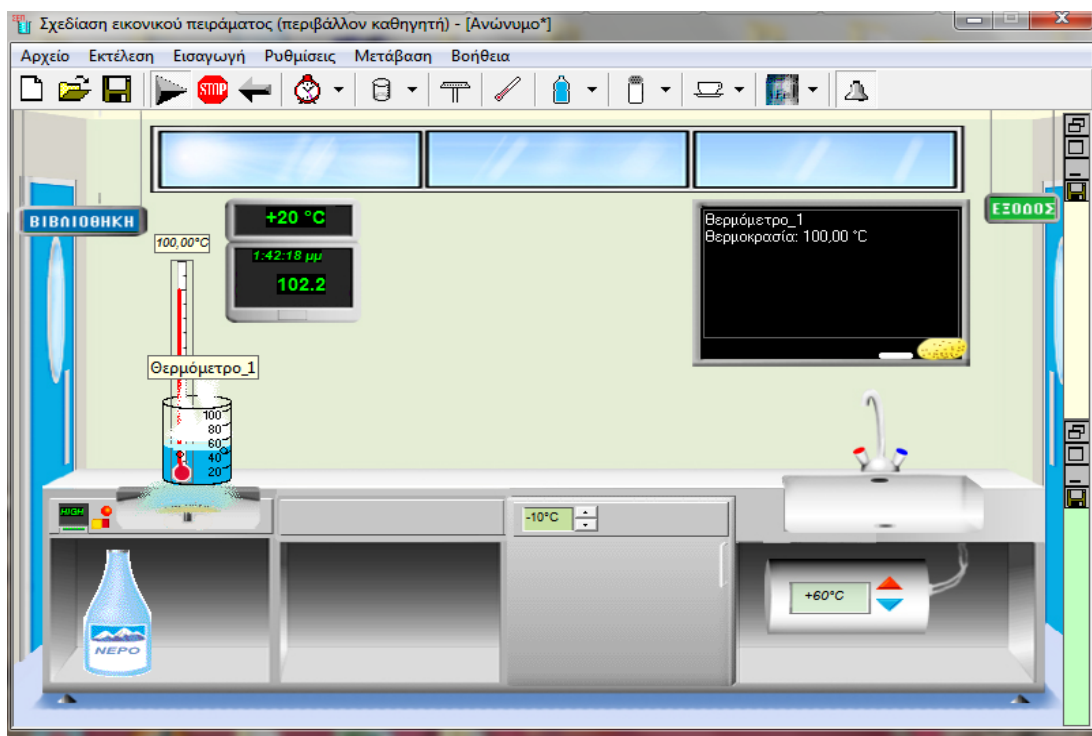 Σχεδίαση εικονικού πειράματος (περιβάλλον καθηγητή) - [Ανώνυμο*]
Αρχείο Εκτέλεση Εισαγωγή Ρυθμίσεις Μετάβαση Βοήθεια
STOP
ΒΙΒΛΙΟΘΗΚΗ
+20 °C
1:42:18 μμ
102.2
100,00°C
Θερμόμετρο_1
Θερμοκρασία: 100,00 °C
ΕΞΟΔΟΣ
Θερμόμετρο_1
100
80
60
40
20
HIGH
-10°C
+60°C
ΝΕΡΟ